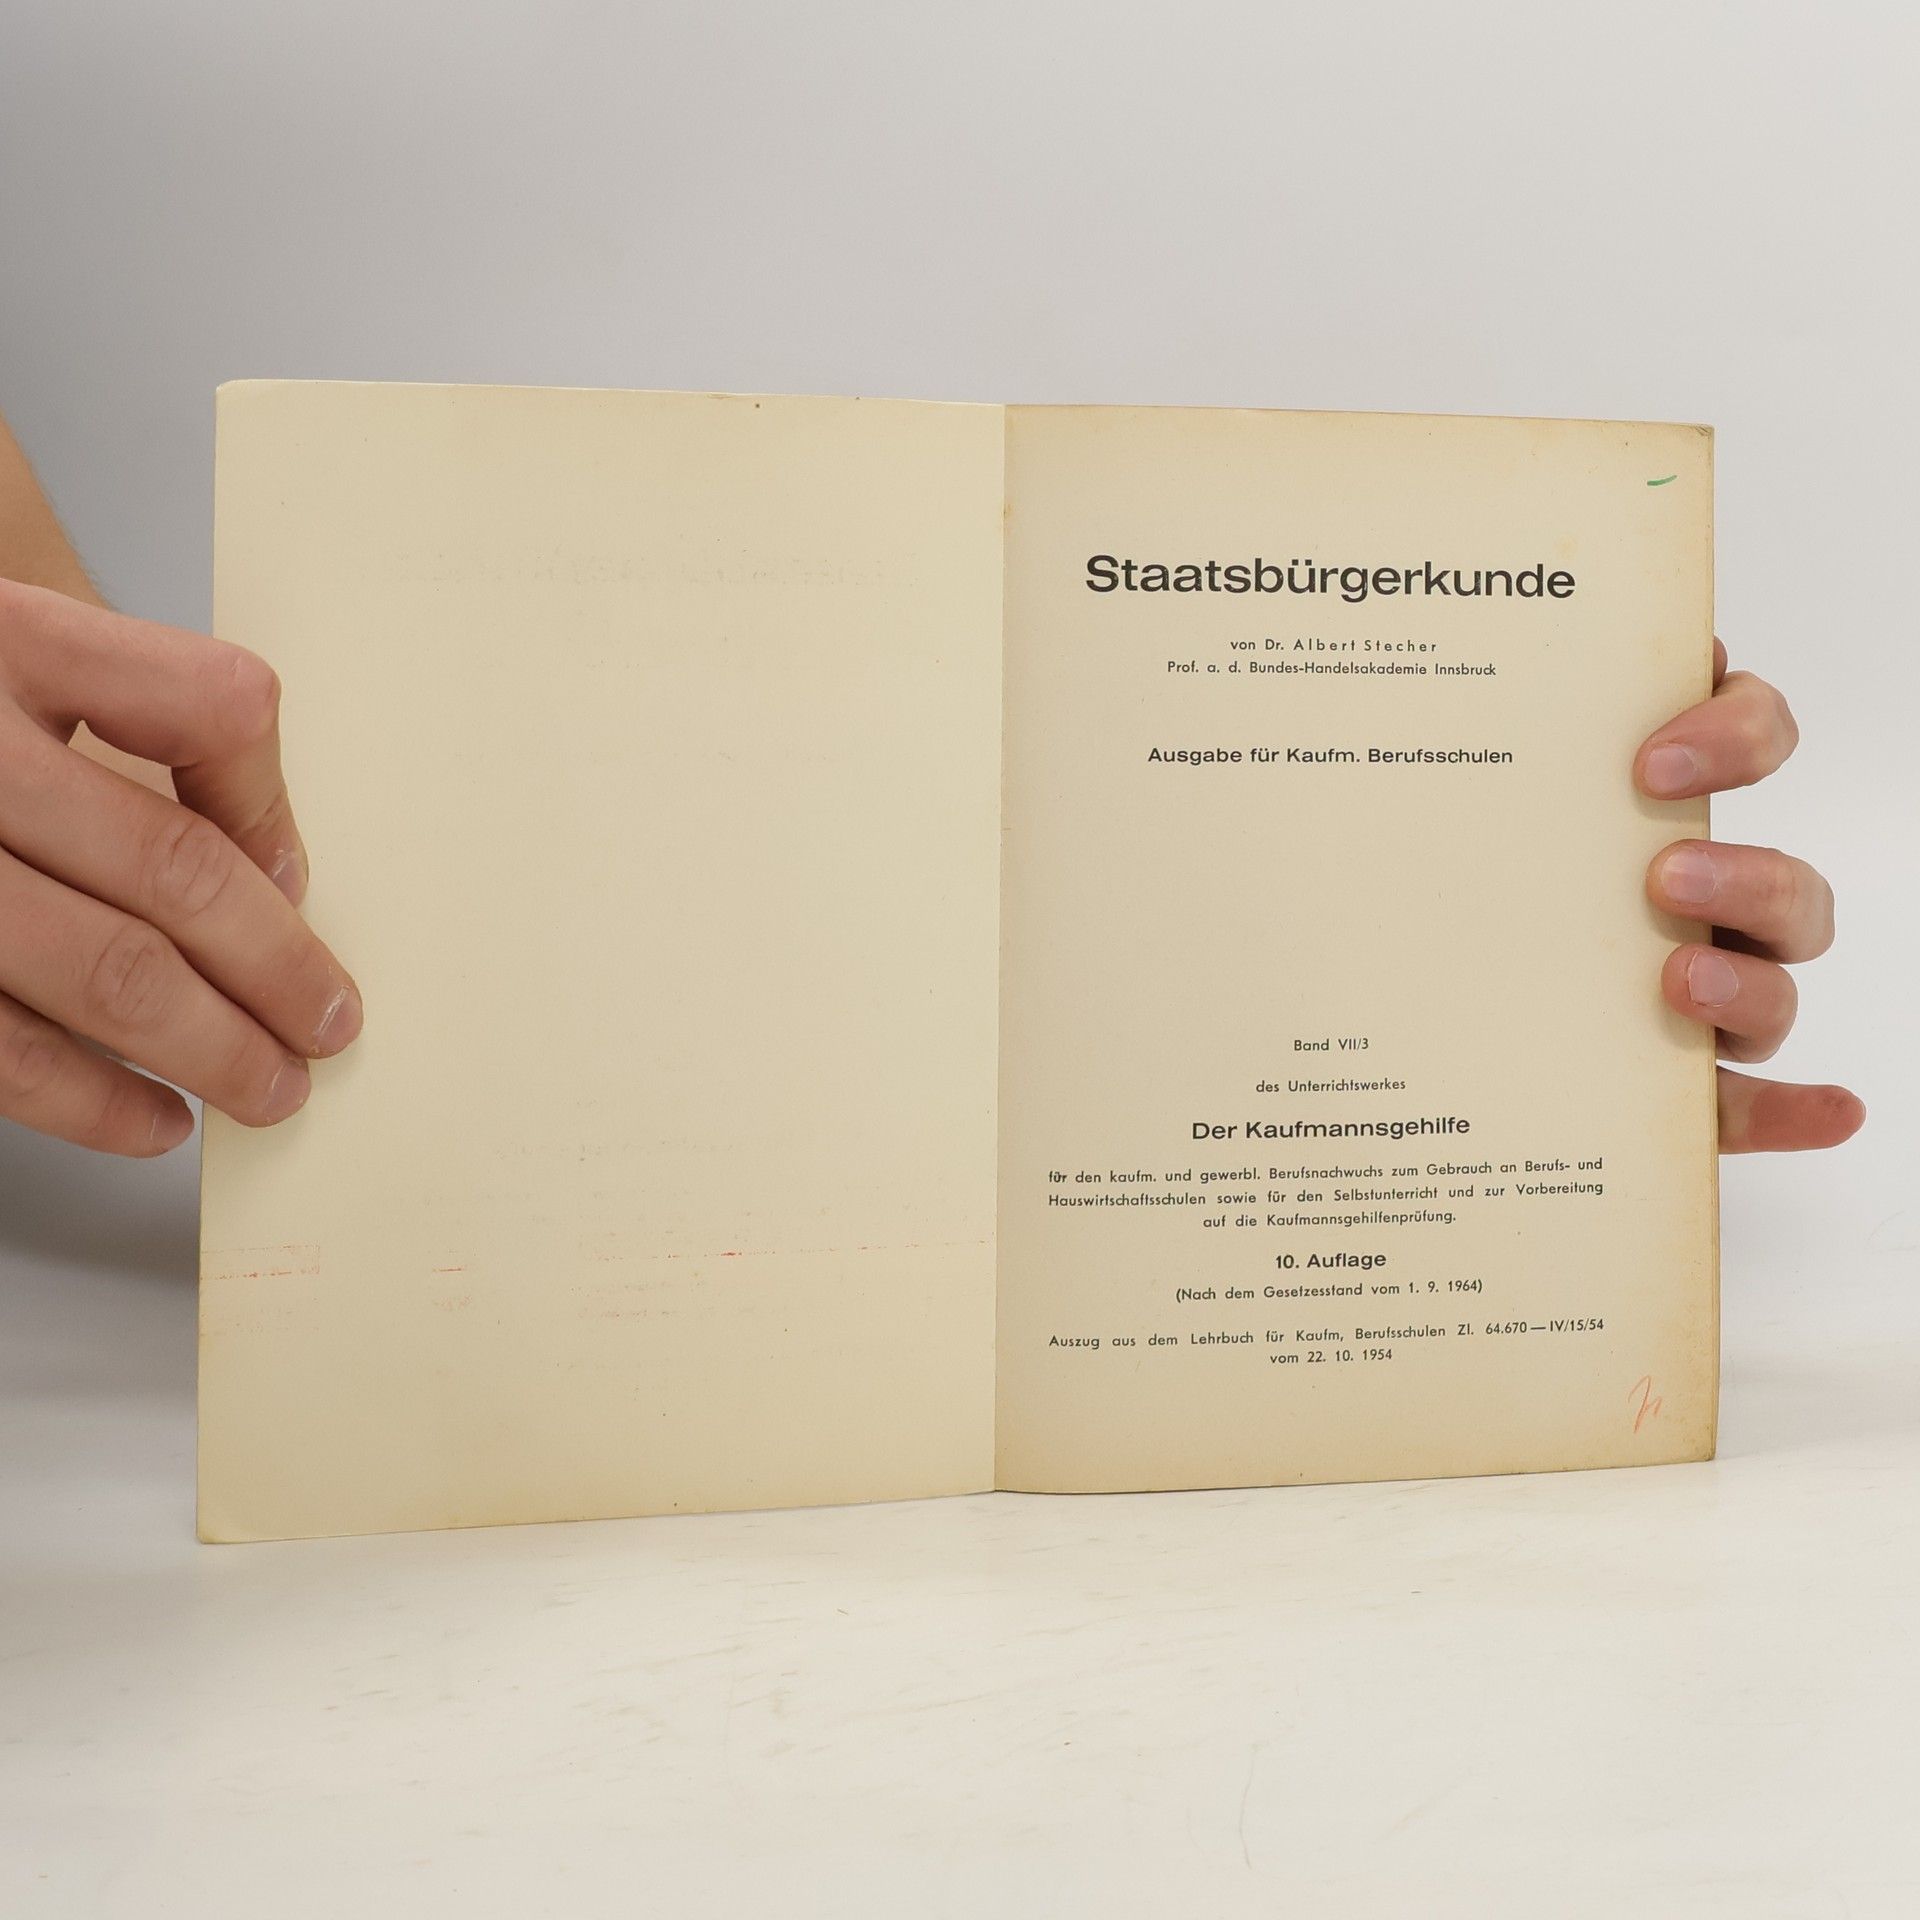 Staatsbürgerkunde
von Dr. Albert Stecher
Prof. a. d. Bundes-Handelsakademie Innsbruck
Ausgabe für Kaufm. Berufsschulen
Band VII/3
des Unterrichtswerkes
Der Kaufmannsgehilfe
für den kaufm. und gewerbl. Berufsnachwuchs zum Gebrauch an Berufs- und
Hauswirtschaftsschulen sowie für den Selbstunterricht und zur Vorbereitung
auf die Kaufmannsgehilfenprüfung.
10. Auflage
(Nach dem Gesetzesstand vom 1. 9. 1964)
Auszug aus dem Lehrbuch für Kaufm, Berufsschulen Zl. 64.670 — IV/15/54
vom 22. 10. 1954